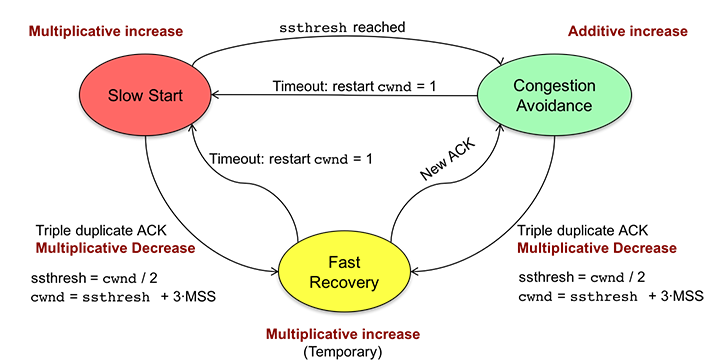 Multiplicative increase
ssthresh reached
Additive increase
Slow Start
Timeout: restart cwnd = 1
Congestion
Avoidance
Timeout: restart cwnd = 1
New ACK
Triple duplicate ACK
Multiplicative Decrease
ssthresh = cwnd / 2
cwnd = ssthresh + 3·MSS
Fast
Recovery
Triple duplicate ACK
Multiplicative Decrease
ssthresh = cwnd / 2
cwnd = ssthresh + 3·MSS
Multiplicative increase
(Temporary)